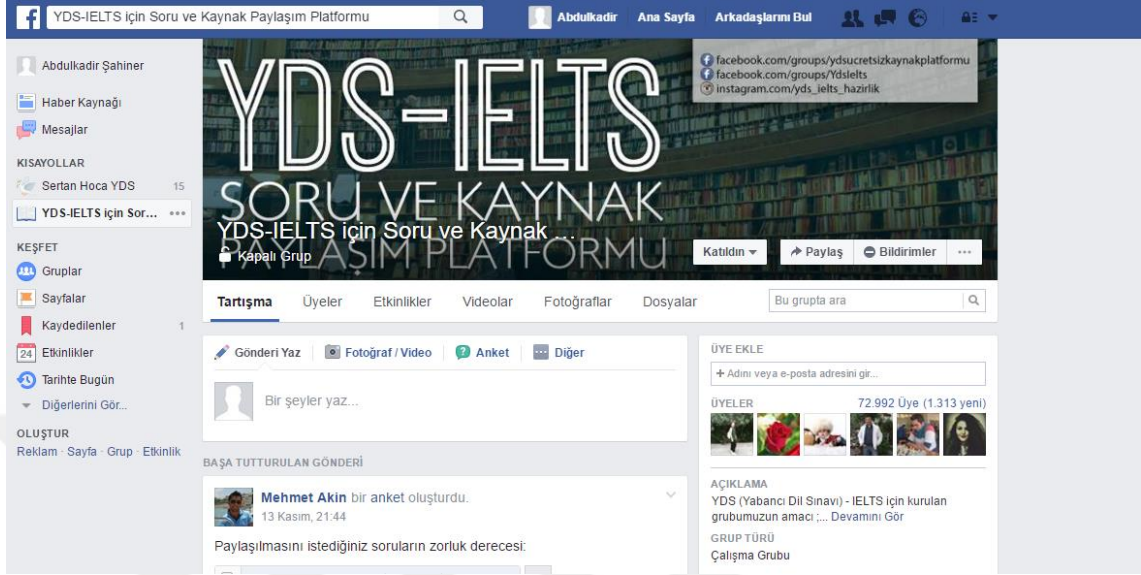 YDS-IELTS için Soru ve Kaynak Paylaşım Platformu
Abdulkadir Ana Sayfa Arkadaşlarını Bul
Abdulkadir Şahiner
Haber Kaynağı
Mesajlar
KISAYOLLAR
Sertan Hoca YDS 15
YDS-IELTS için Sor... •••
KEŞFET
Gruplar
Sayfalar
Kaydedilenler 1
24 Etkinlikler
Tarihte Bugün
Diğerlerini Gör...
OLUŞTUR
Reklam · Sayfa · Grup · Etkinlik
facebook.com/groups/ydsucretsizkaynakplatformu
facebook.com/groups/YdsIelts
instagram.com/yds_ielts_hazirlik
YDS-IELTS
SORU VE KAYNAK
PAYLAŞIM PLATFORMU
YDS-IELTS için Soru ve Kaynak ...
Kapalı Grup
Katıldın Paylaş Bildirimler •••
Tartışma Üyeler Etkinlikler Videolar Fotoğraflar Dosyalar Bu grupta ara
Gönderi Yaz Fotoğraf / Video Anket Diğer
Bir şeyler yaz...
BAŞA TUTTURULAN GÖNDERİ
Mehmet Akin bir anket oluşturdu.
13 Kasım, 21:44
Paylaşılmasını istediğiniz soruların zorluk derecesi:
ÜYE EKLE
+ Adını veya e-posta adresini gir...
ÜYELER 72.992 Üye (1.313 yeni)
AÇIKLAMA
YDS (Yabancı Dil Sınavı) - IELTS için kurulan
grubumuzun amacı ;... Devamını Gör
GRUP TÜRÜ
Çalışma Grubu